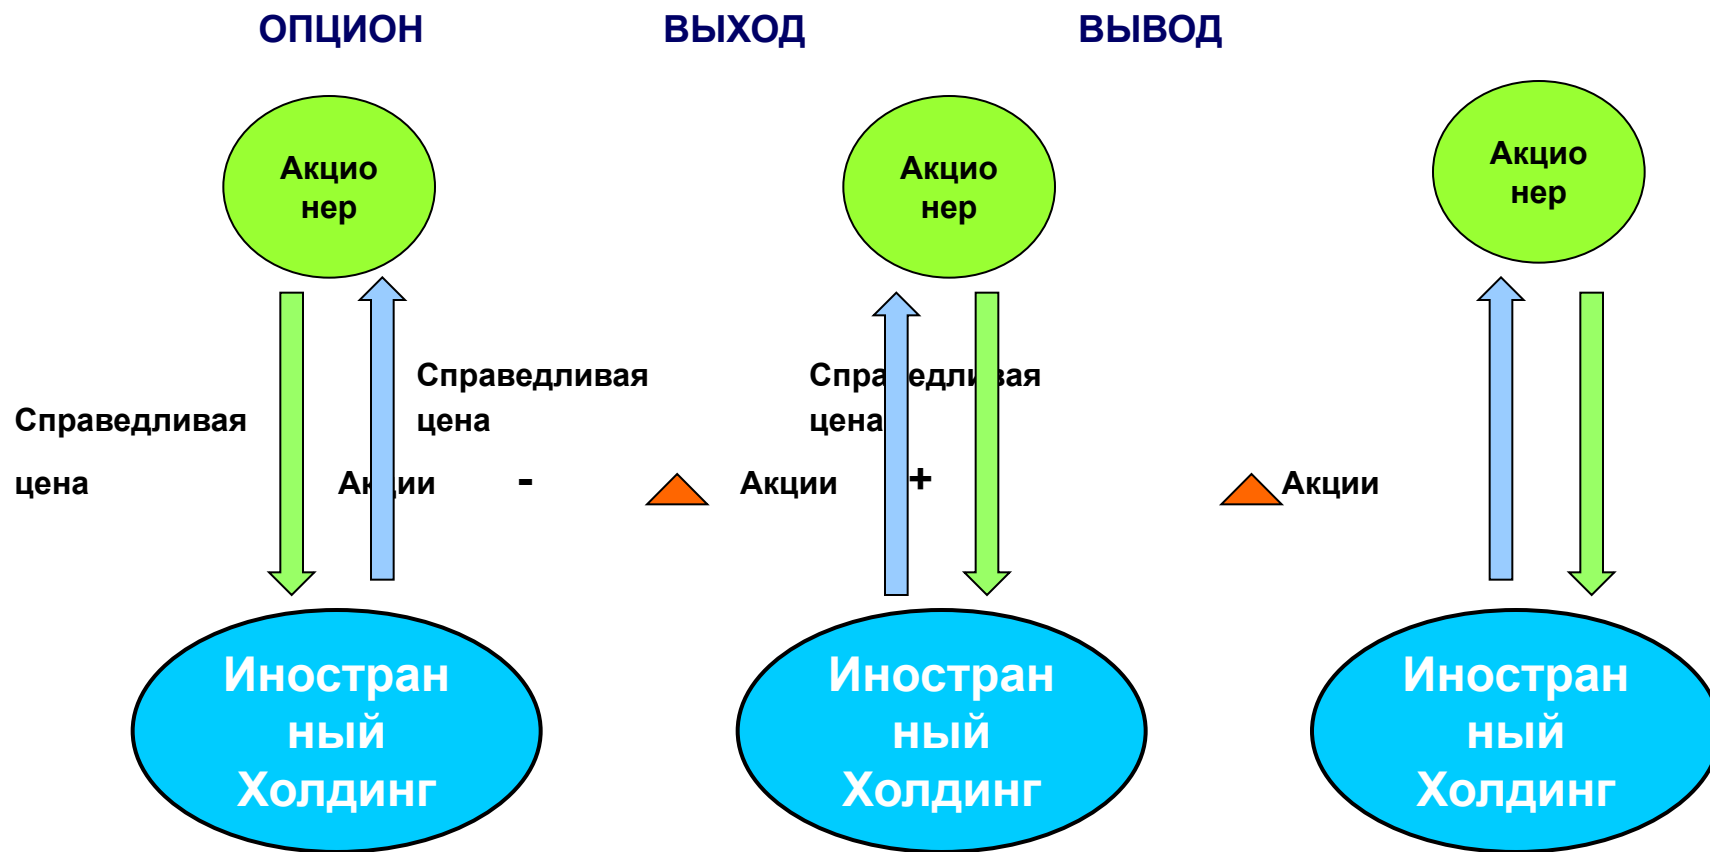 ОПЦИОН ВЫХОД ВЫВОД
Акцио
нер
Акцио
нер
Акцио
нер
Справедливая
цена
Акции
Справедливая
цена
-
Акции
Справедливая
цена
+
Акции
Иностран
ный
Холдинг
Иностран
ный
Холдинг
Иностран
ный
Холдинг